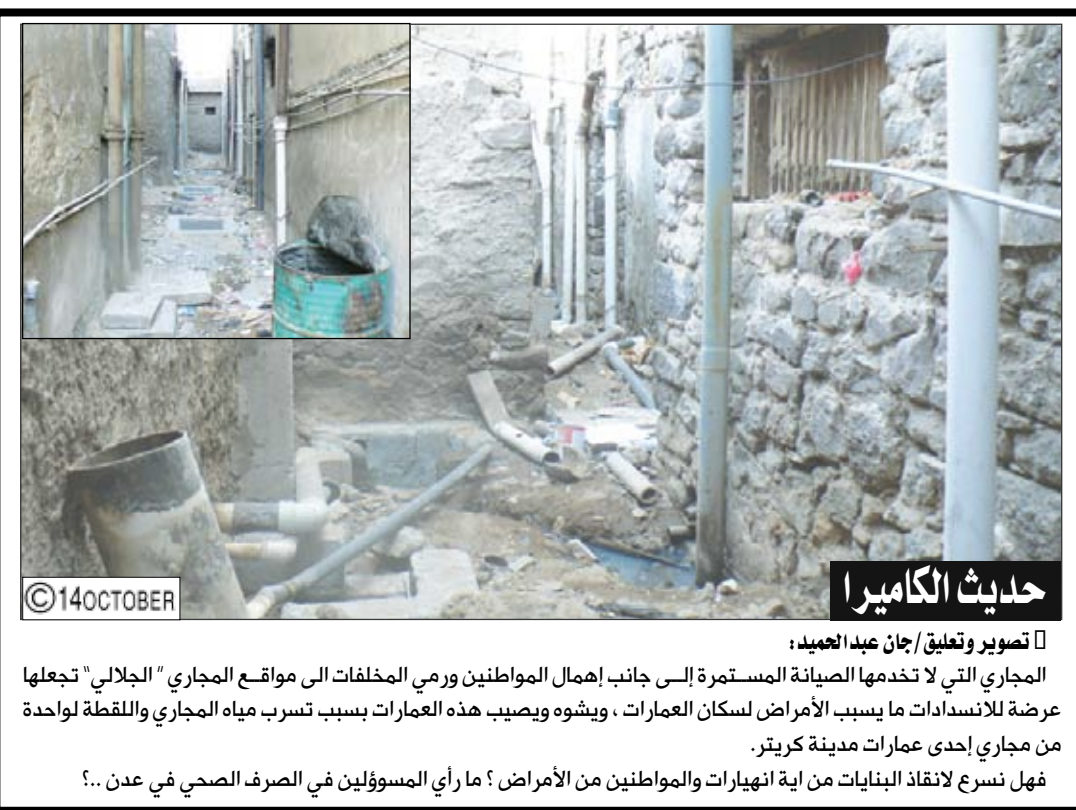 ©14OCTOBER
حديث الكاميرا
تصوير وتعليق/جان عبدالحميد:
المجاري التي لا تخدمها الصيانة المستمرة إلى جانب إهمال المواطنين ورمي المخلفات الى مواقع المجاري "الجلالي" تجعلها
عرضة للانسدادات ما يسبب الأمراض لسكان العمارات ، ويشوه ويصيب هذه العمارات بسبب تسرب مياه المجاري واللقطة لواحدة
من مجاري إحدى عمارات مدينة كريتر.
فهل نسرع لانقاذ البنايات من اية انهيارات والمواطنين من الأمراض ؟ ما رأي المسوؤلين في الصرف الصحي في عدن ..؟